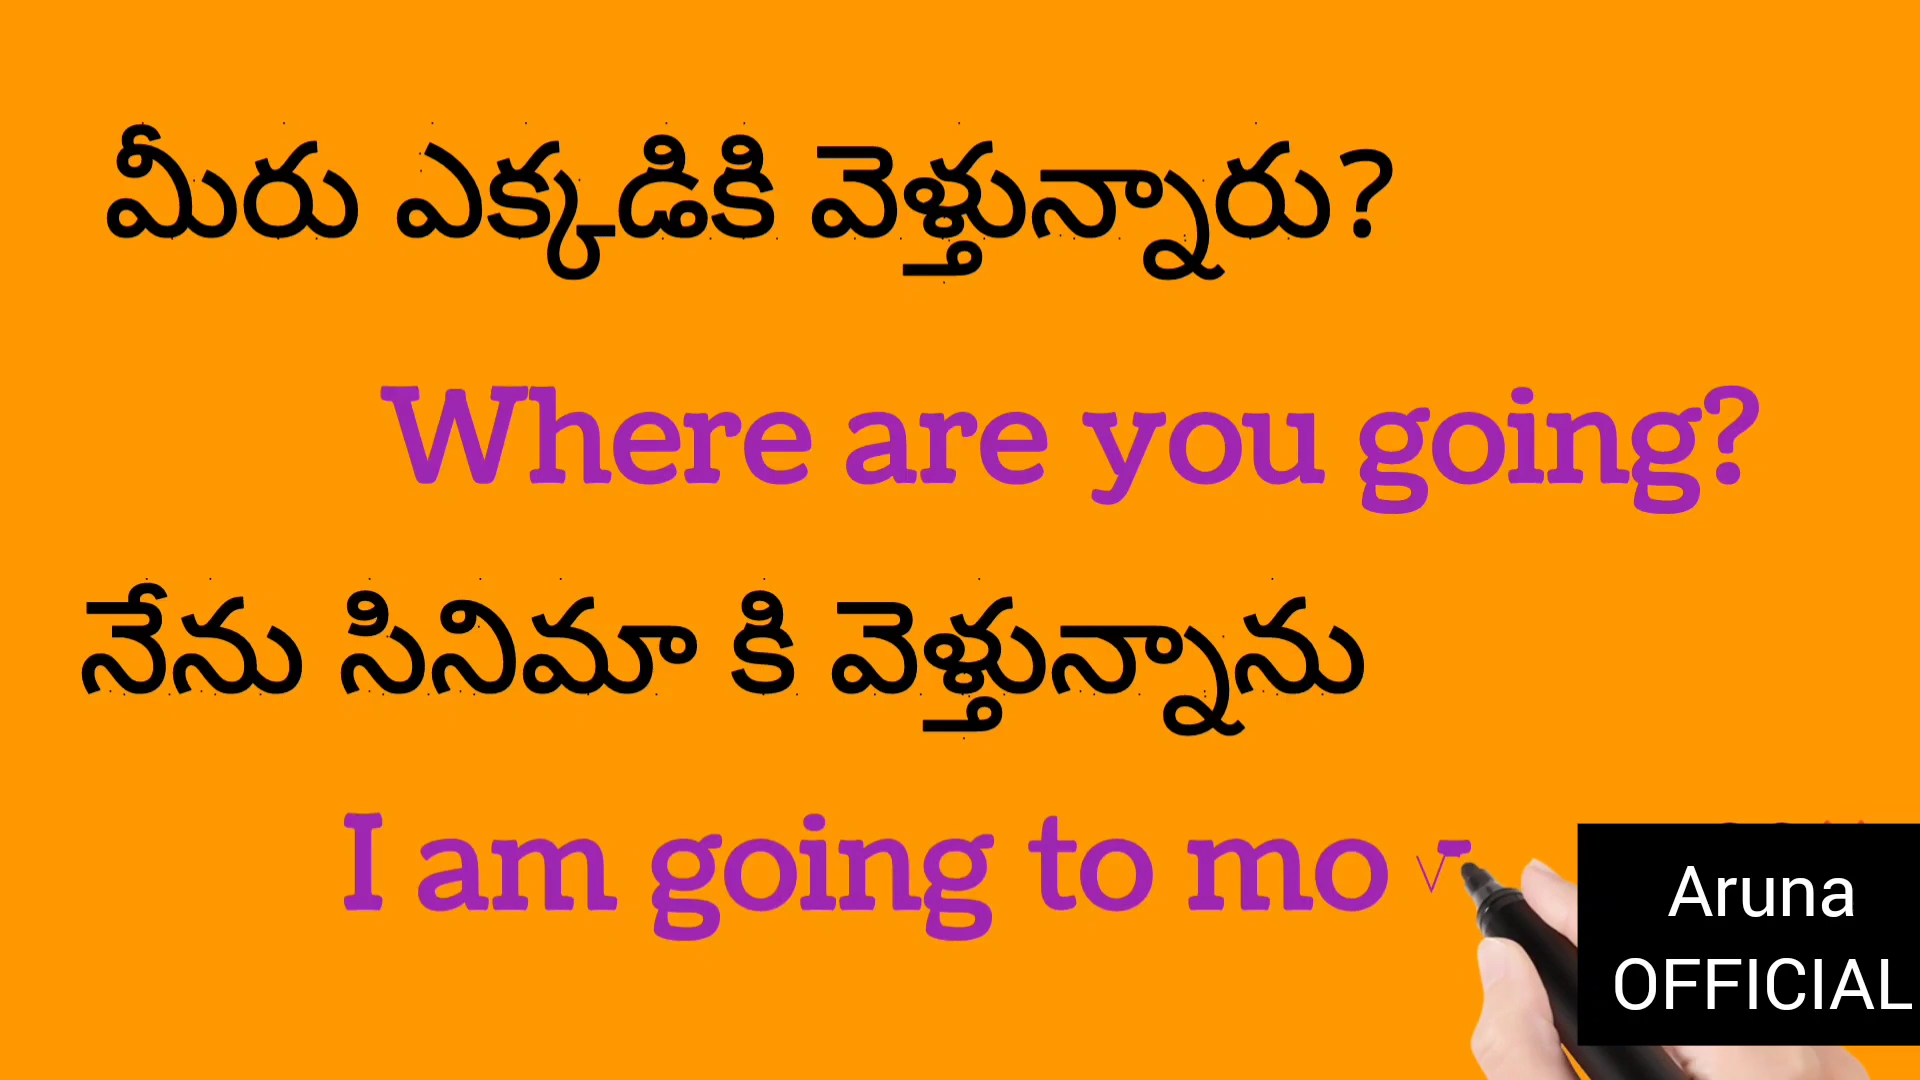 మీరు ఎక్కడికి వెళ్తున్నారు?
Where are you going?
నేను సినిమా కి వెళ్తున్నాను
I am going to mo
Aruna
OFFICIAL